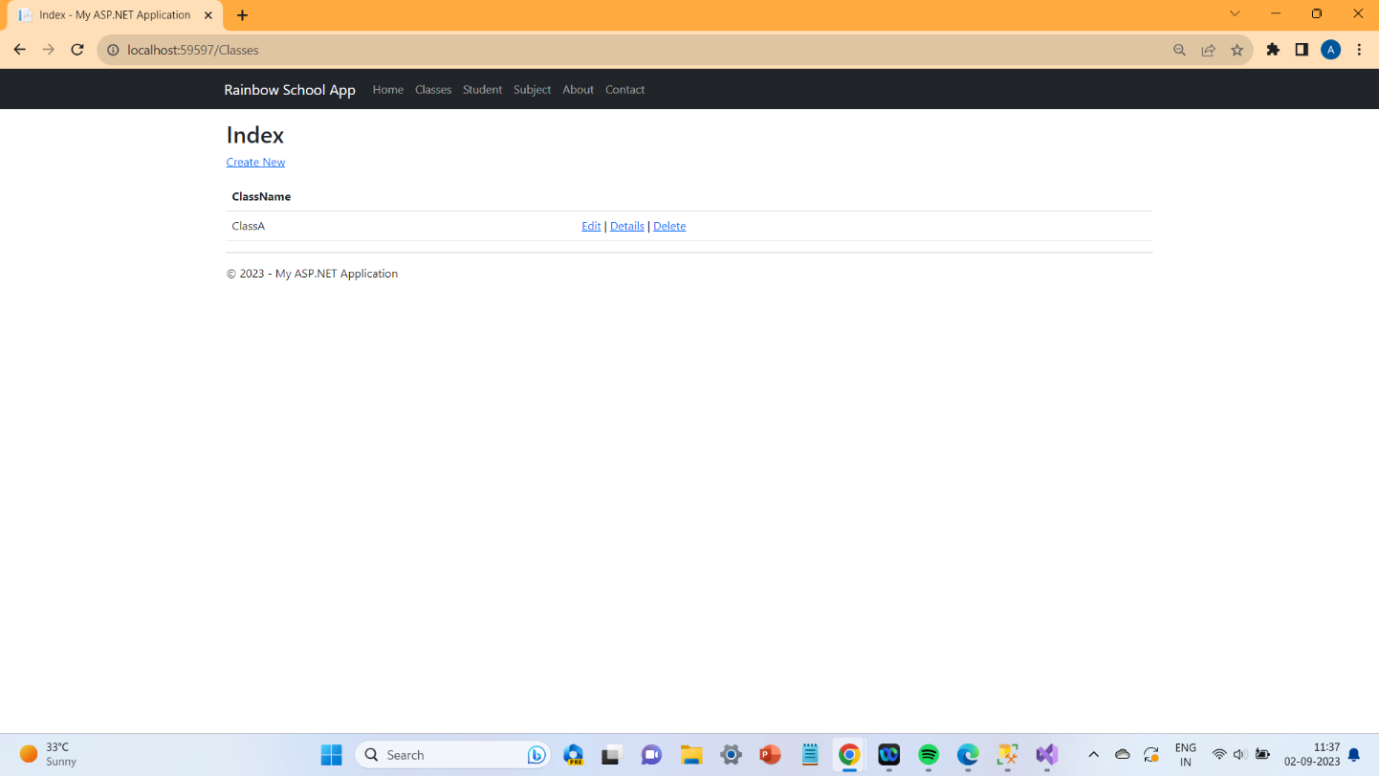 Index - My ASP.NET Application
localhost:59597/Classes
A
Rainbow School App Home Classes Student Subject About Contact
Index
Create New
ClassName
ClassA Edit | Details | Delete
© 2023 - My ASP.NET Application
33°C
Sunny
Search
PRE
ENG
IN
11:37
02-09-2023